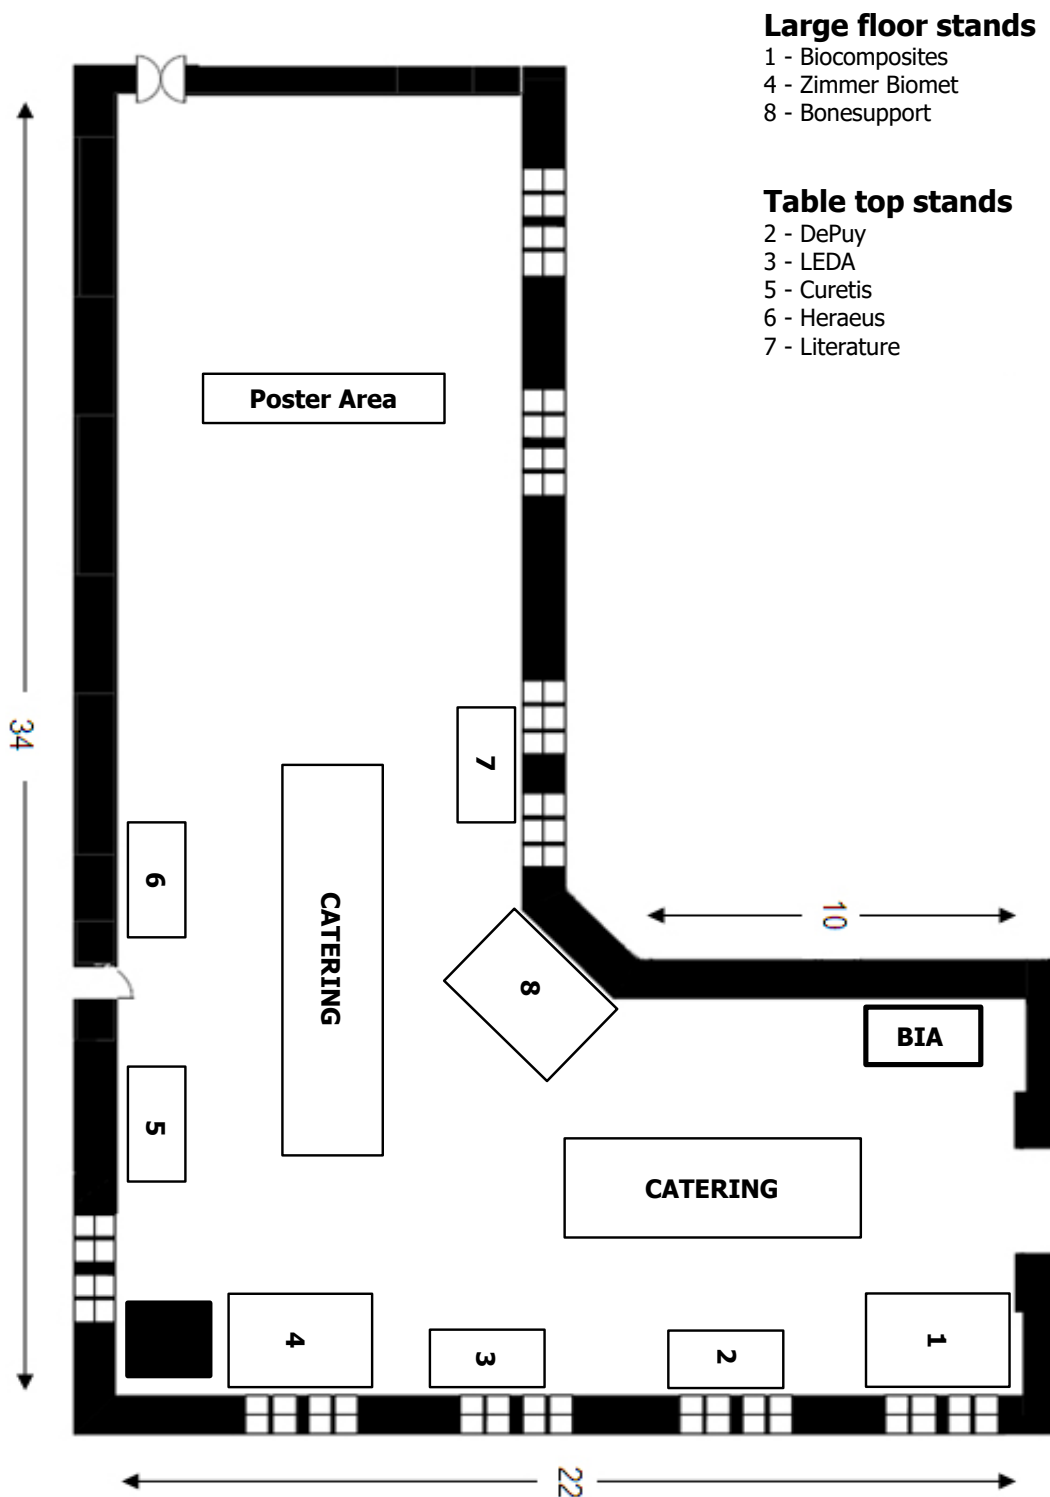 Large floor stands
1 - Biocomposites
4 - Zimmer Biomet
8 - Bonesupport
Table top stands
2 - DePuy
3 - LEDA
5 - Curetis
6 - Heraeus
7 - Literature
Poster Area
34
7
6
CATERING
10
8
BIA
5
CATERING
4
3
2
1
22